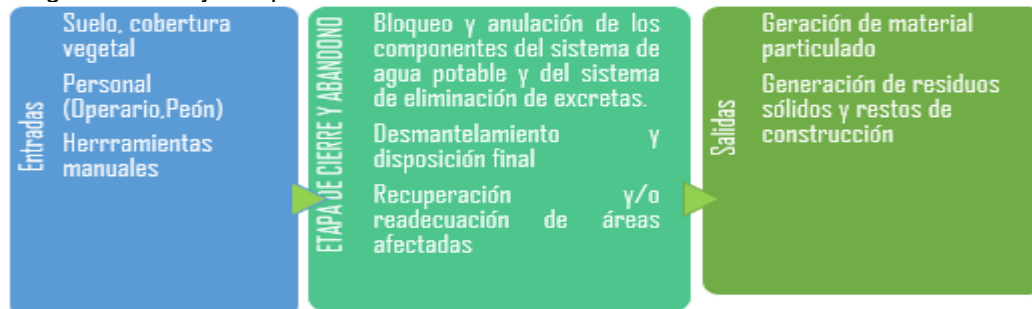 Entradas
Suelo, cobertura
vegetal
Personal
(Operario,Peón)
Herrramientas
manuales
ETAPA DE CIERRE Y ABANDONO
Bloqueo y anulación de los
componentes del sistema de
agua potable y del sistema
de eliminación de excretas.
Desmantelamiento y
disposición final
Recuperación y/o
readecuación de áreas
afectadas
Salidas
Geración de material
particulado
Generación de residuos
sólidos y restos de
construcción